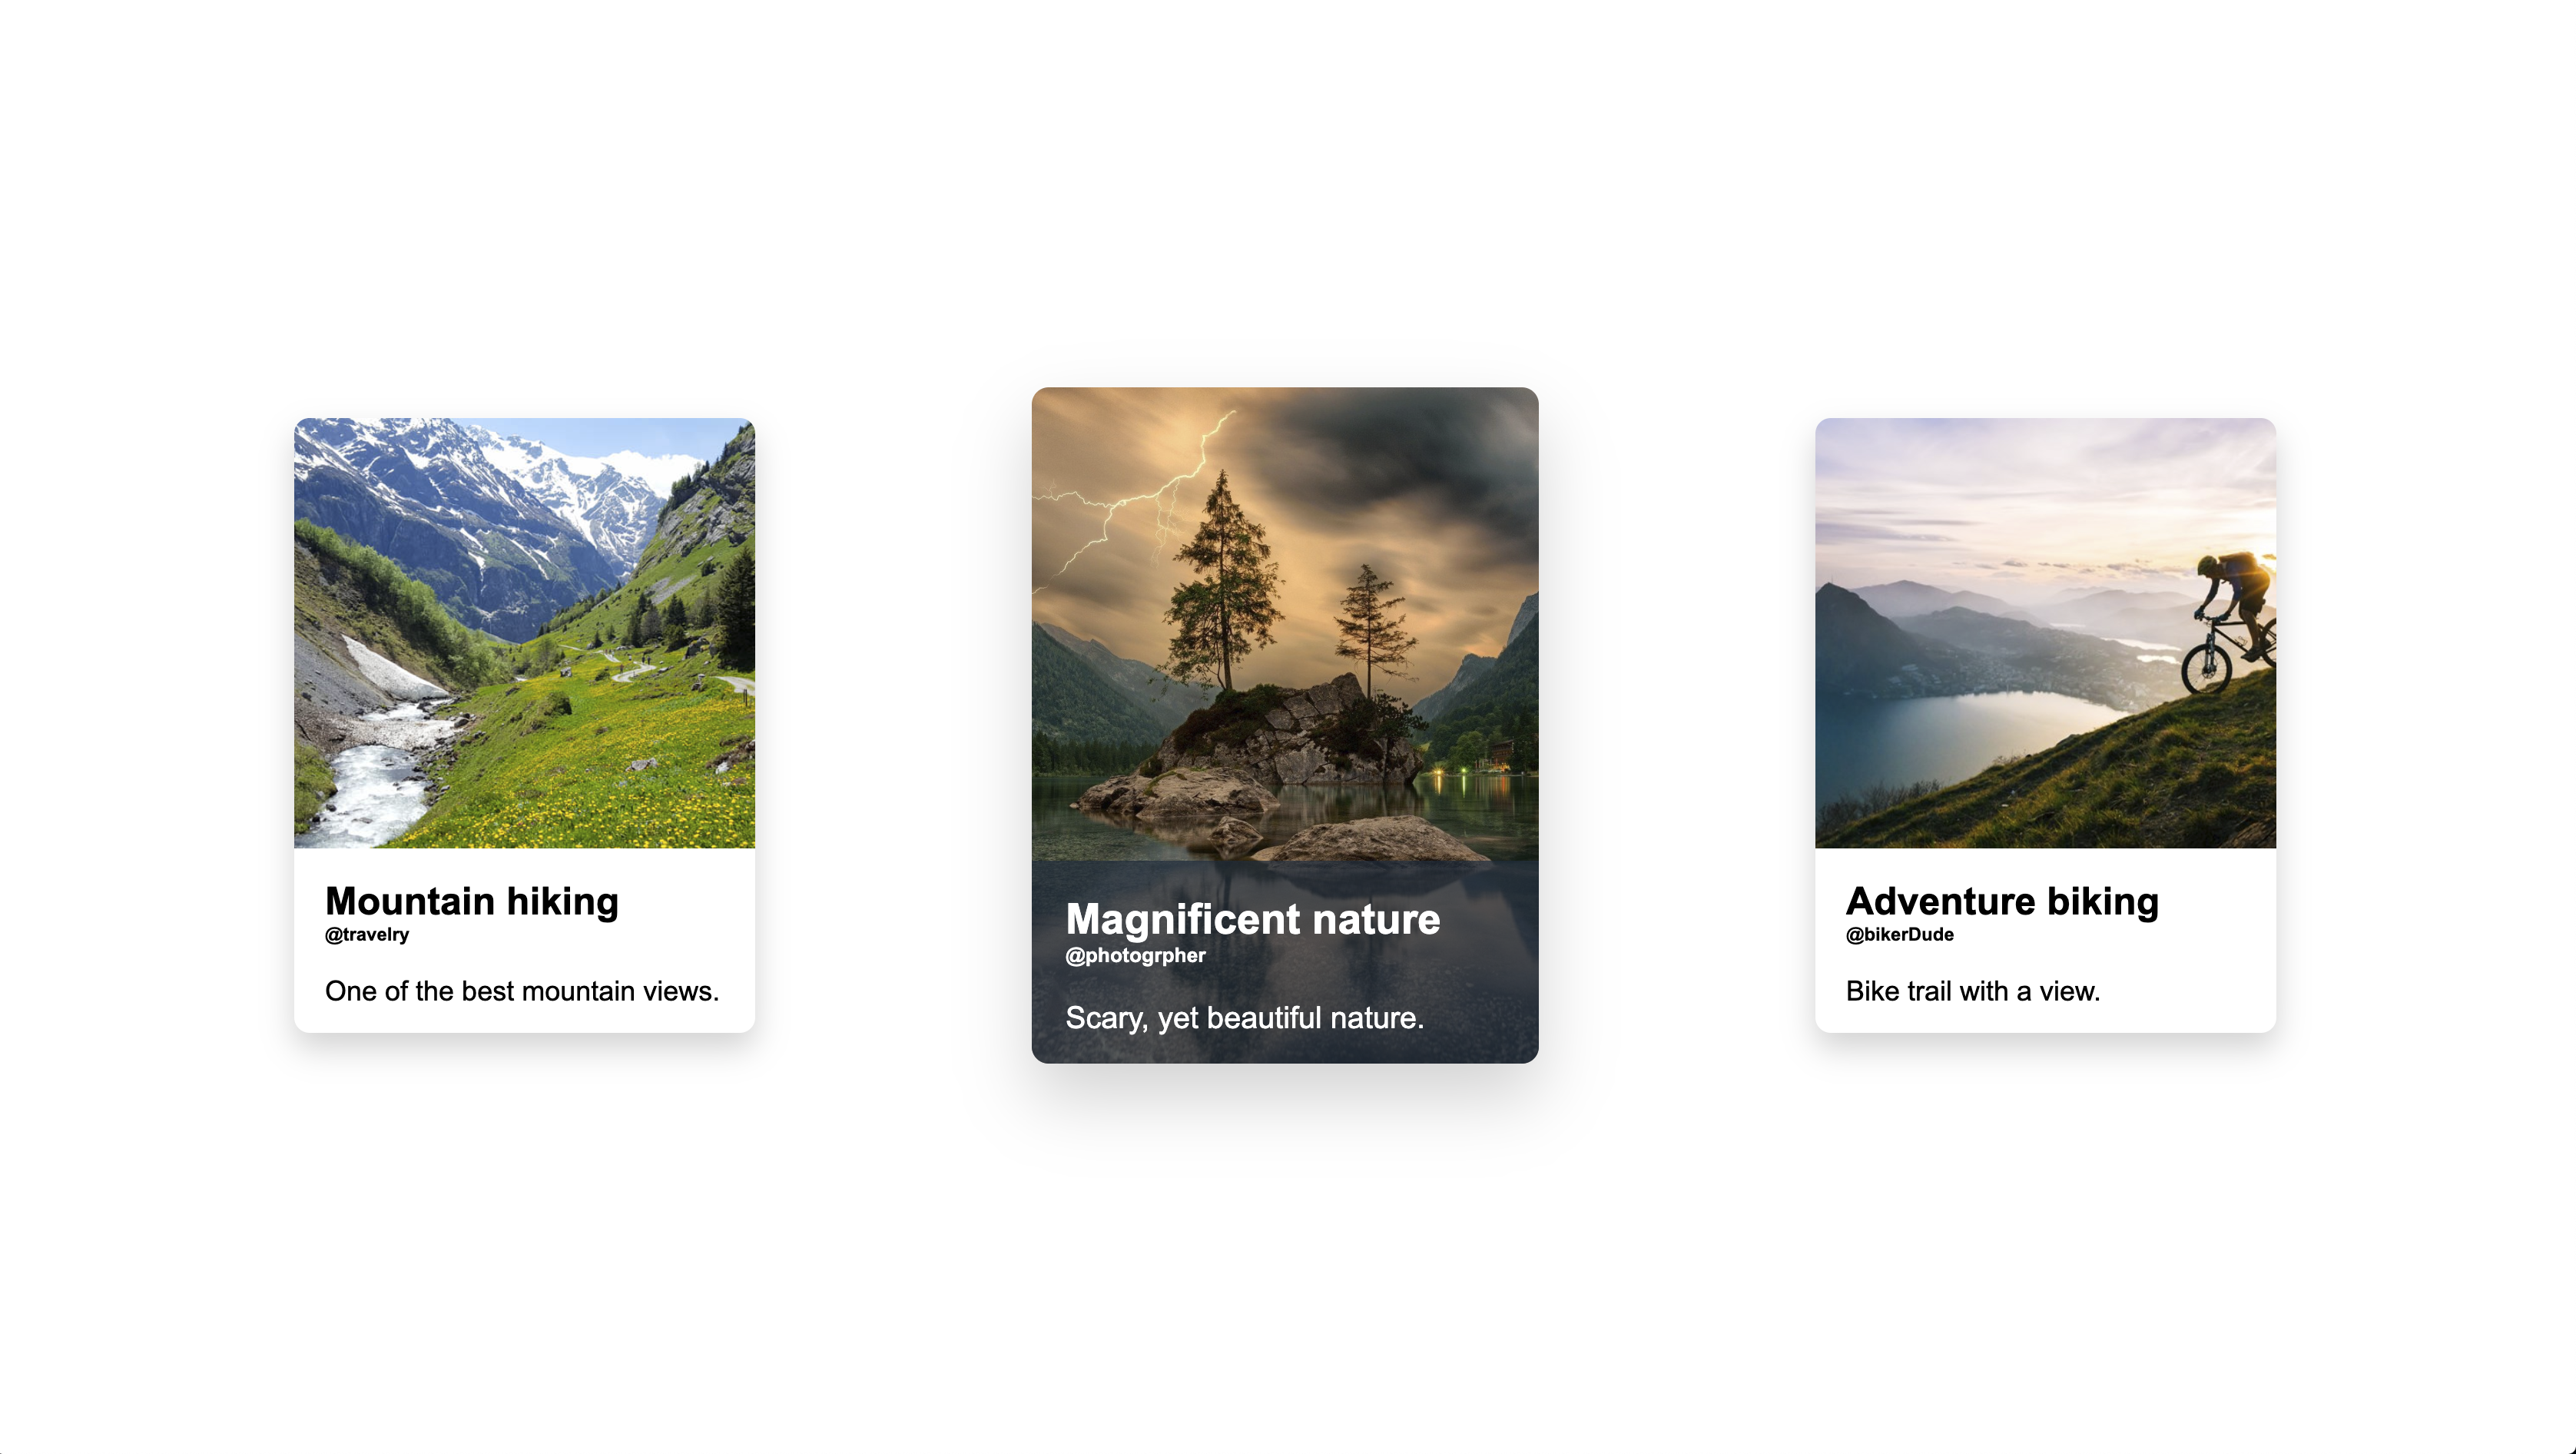 Mountain hiking
@travelry
One of the best mountain views.
Magnificent nature
@photogrpher
Scary, yet beautiful nature.
Adventure biking
@bikerDude
Bike trail with a view.